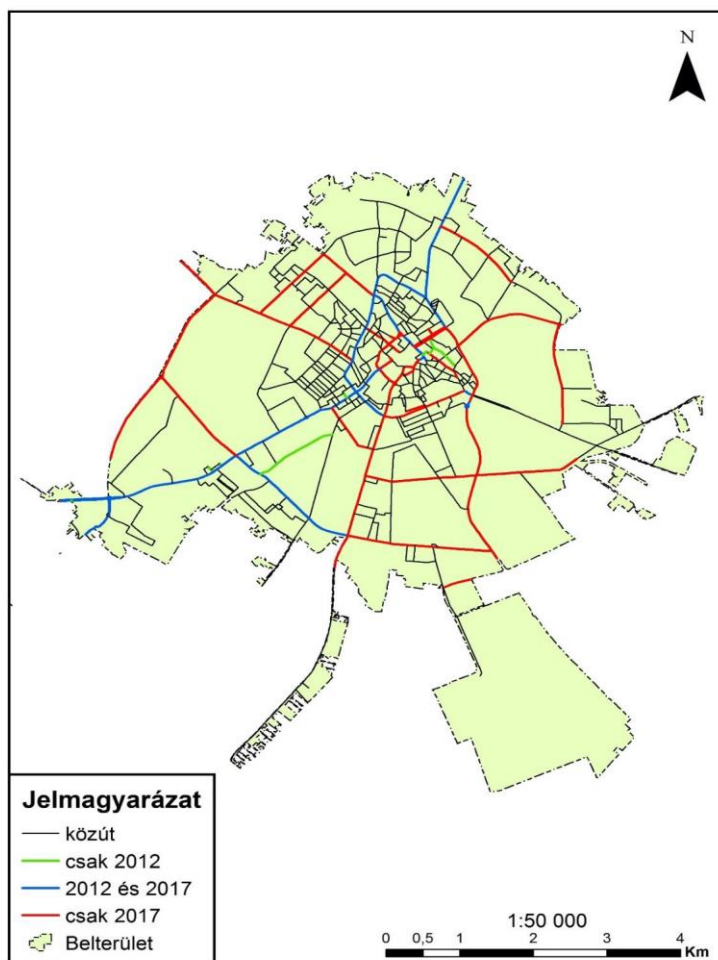 N
Jelmagyarázat
közút
csak 2012
2012 és 2017
csak 2017
Belterület
1:50 000
0 0,5 1 2 3 4
Km